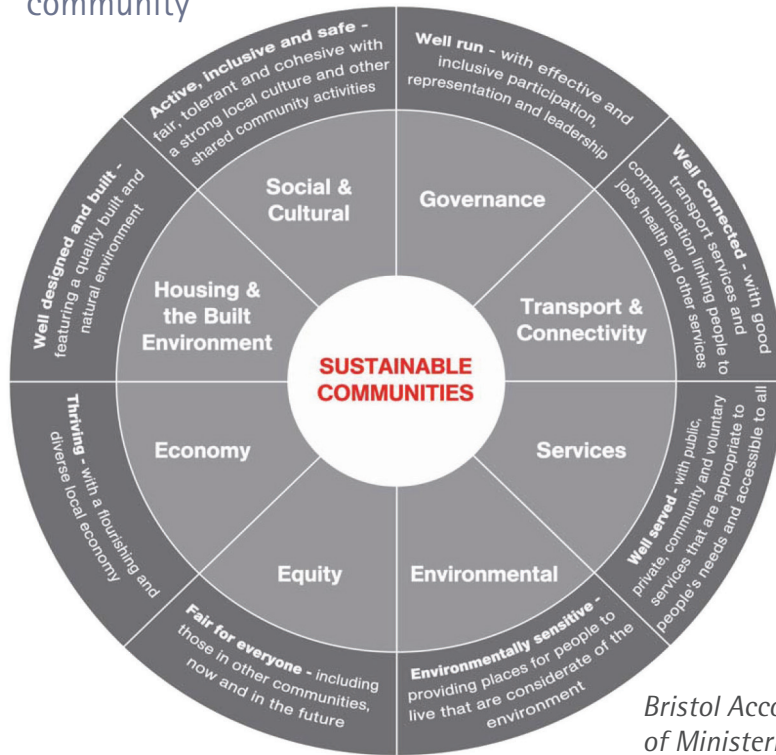 community
Active, inclusive and safe -
fair, tolerant and cohesive with
a strong local culture and other
shared community activities
Well run - with effective and
inclusive participation,
representation and leadership
Well connected - with good
transport services and
communication linking people to
jobs, health and other services
Well served - with public,
private, community and voluntary
services that are appropriate to
people's needs and accessible to all
Environmentally sensitive -
providing places for people to
live that are considerate of the
environment
Fair for everyone - including
those in other communities,
now and in the future
Thriving - with a flourishing and
diverse local economy
Well designed and built -
featuring a quality built and
natural environment
Social &
Cultural
Governance
Transport &
Connectivity
Services
Environmental
Equity
Economy
Housing &
the Built
Environment
SUSTAINABLE
COMMUNITIES
Bristol Acco
of Ministeri